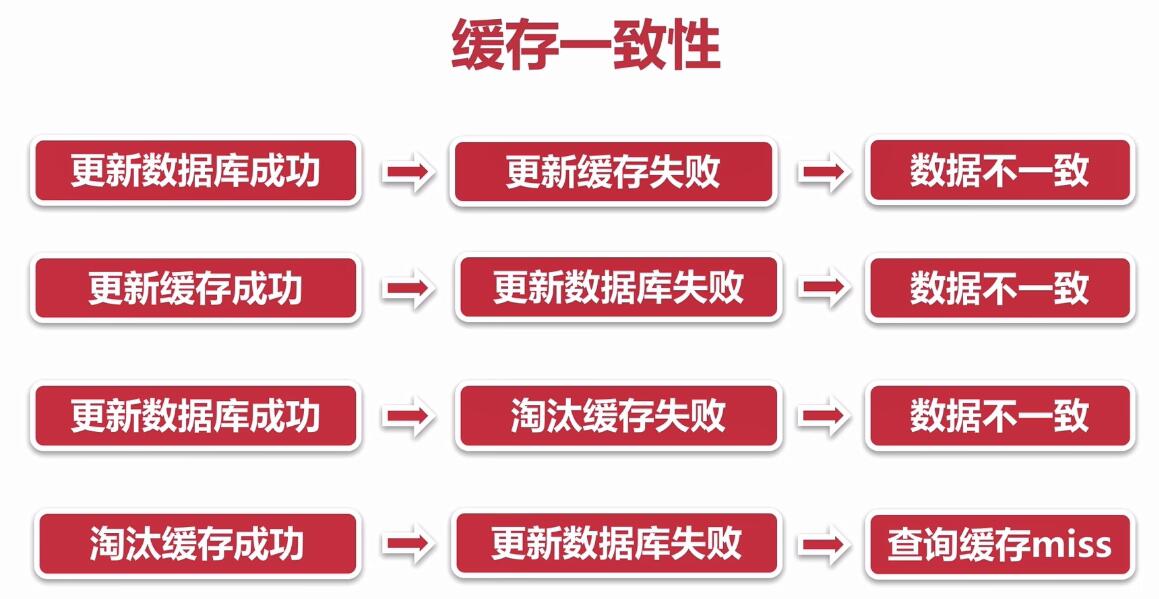 缓存一致性
更新数据库成功 更新缓存失败 数据不一致
更新缓存成功 更新数据库失败 数据不一致
更新数据库成功 淘汰缓存失败 数据不一致
淘汰缓存成功 更新数据库失败 查询缓存miss